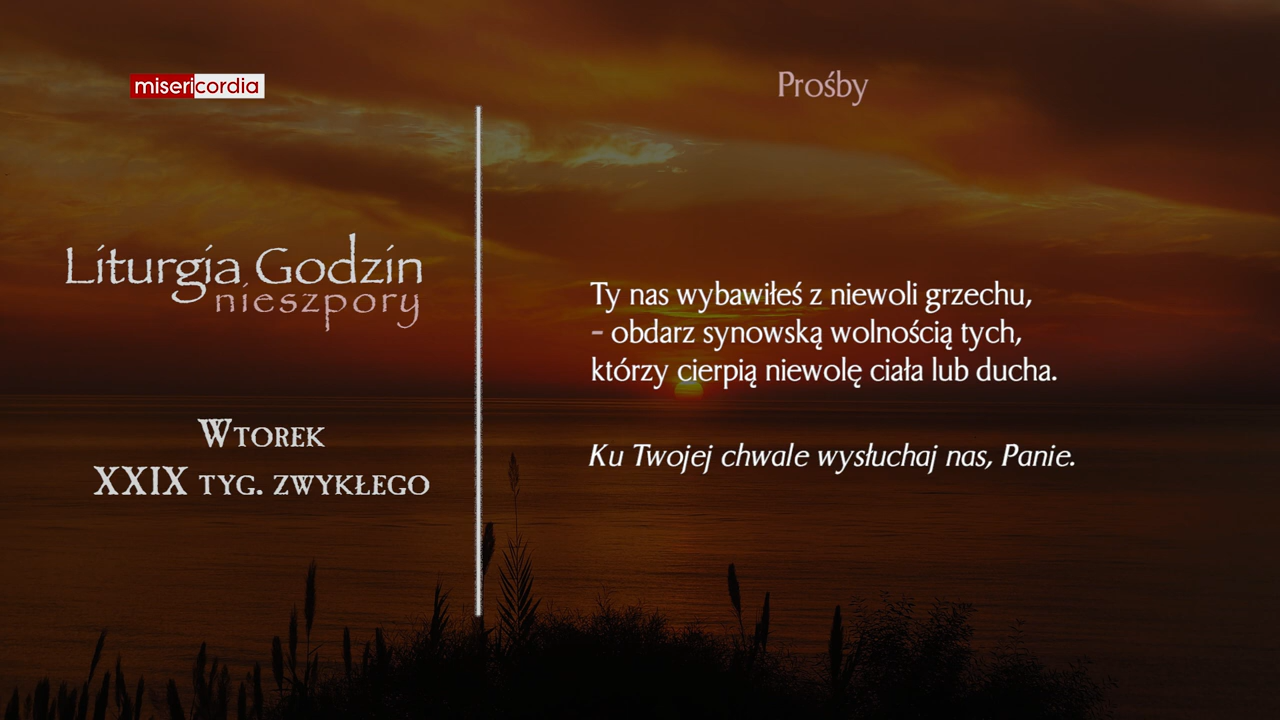 misericordia
Prośby
Liturgia Godzin
nieszpory
Wtorek
XXIX tyg. zwykłego
Ty nas wybawiłeś z niewoli grzechu,
- obdarz synowską wolnością tych,
którzy cierpią niewolę ciała lub ducha.
Ku Twojej chwale wysłuchaj nas, Panie.